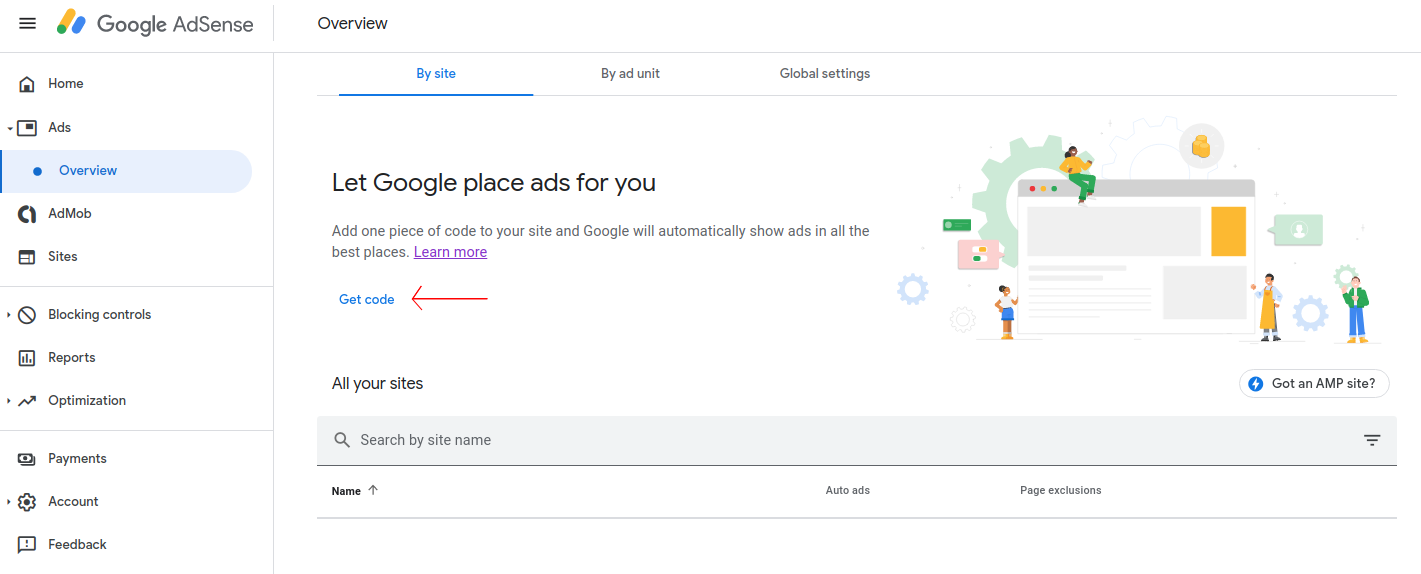 Google AdSense
Overview
Home
Ads
Overview
AdMob
Sites
Blocking controls
Reports
Optimization
Payments
Account
Feedback
By site By ad unit Global settings
Let Google place ads for you
Add one piece of code to your site and Google will automatically show ads in all the
best places. Learn more
Get code
All your sites
Got an AMP site?
Search by site name
Name Auto ads Page exclusions